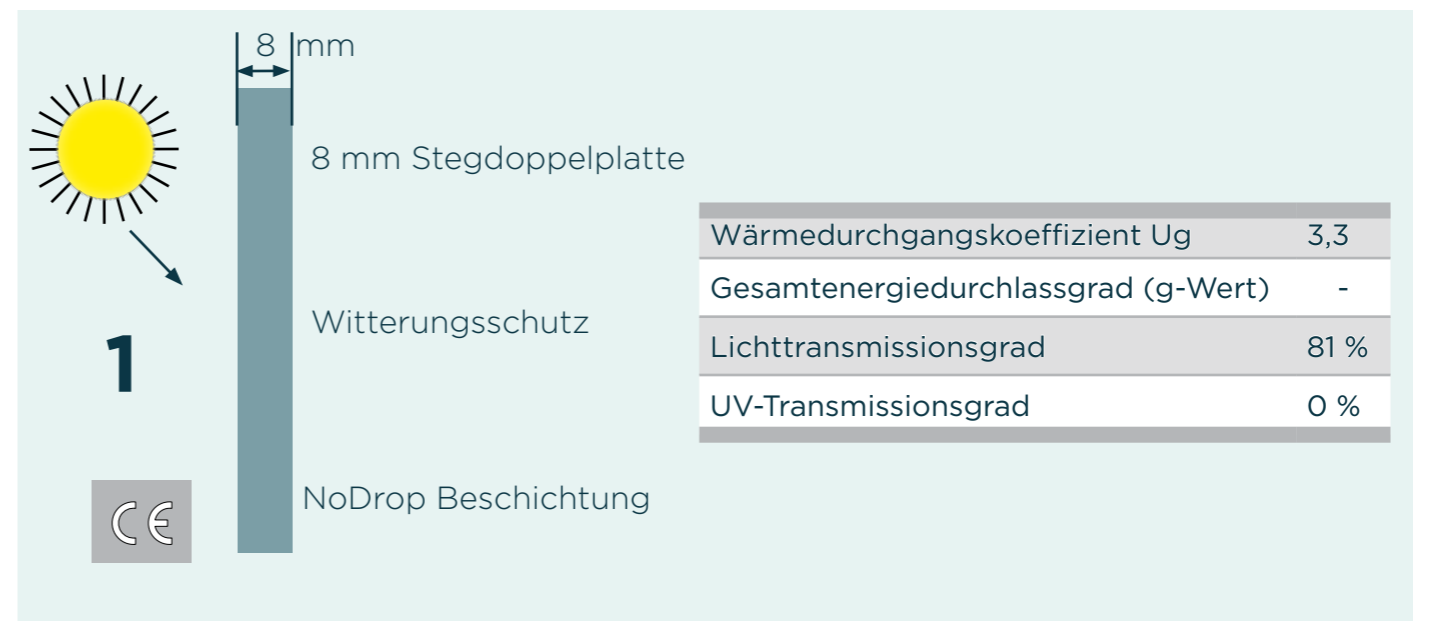 8 mm
8 mm Stegdoppelplatte
Wärmedurchgangskoeffizient Ug 3,3
Gesamtenergiedurchlassgrad (g-Wert) -
Witterungsschutz
Lichttransmissionsgrad 81 %
1
UV-Transmissionsgrad 0 %
NoDrop Beschichtung
CE